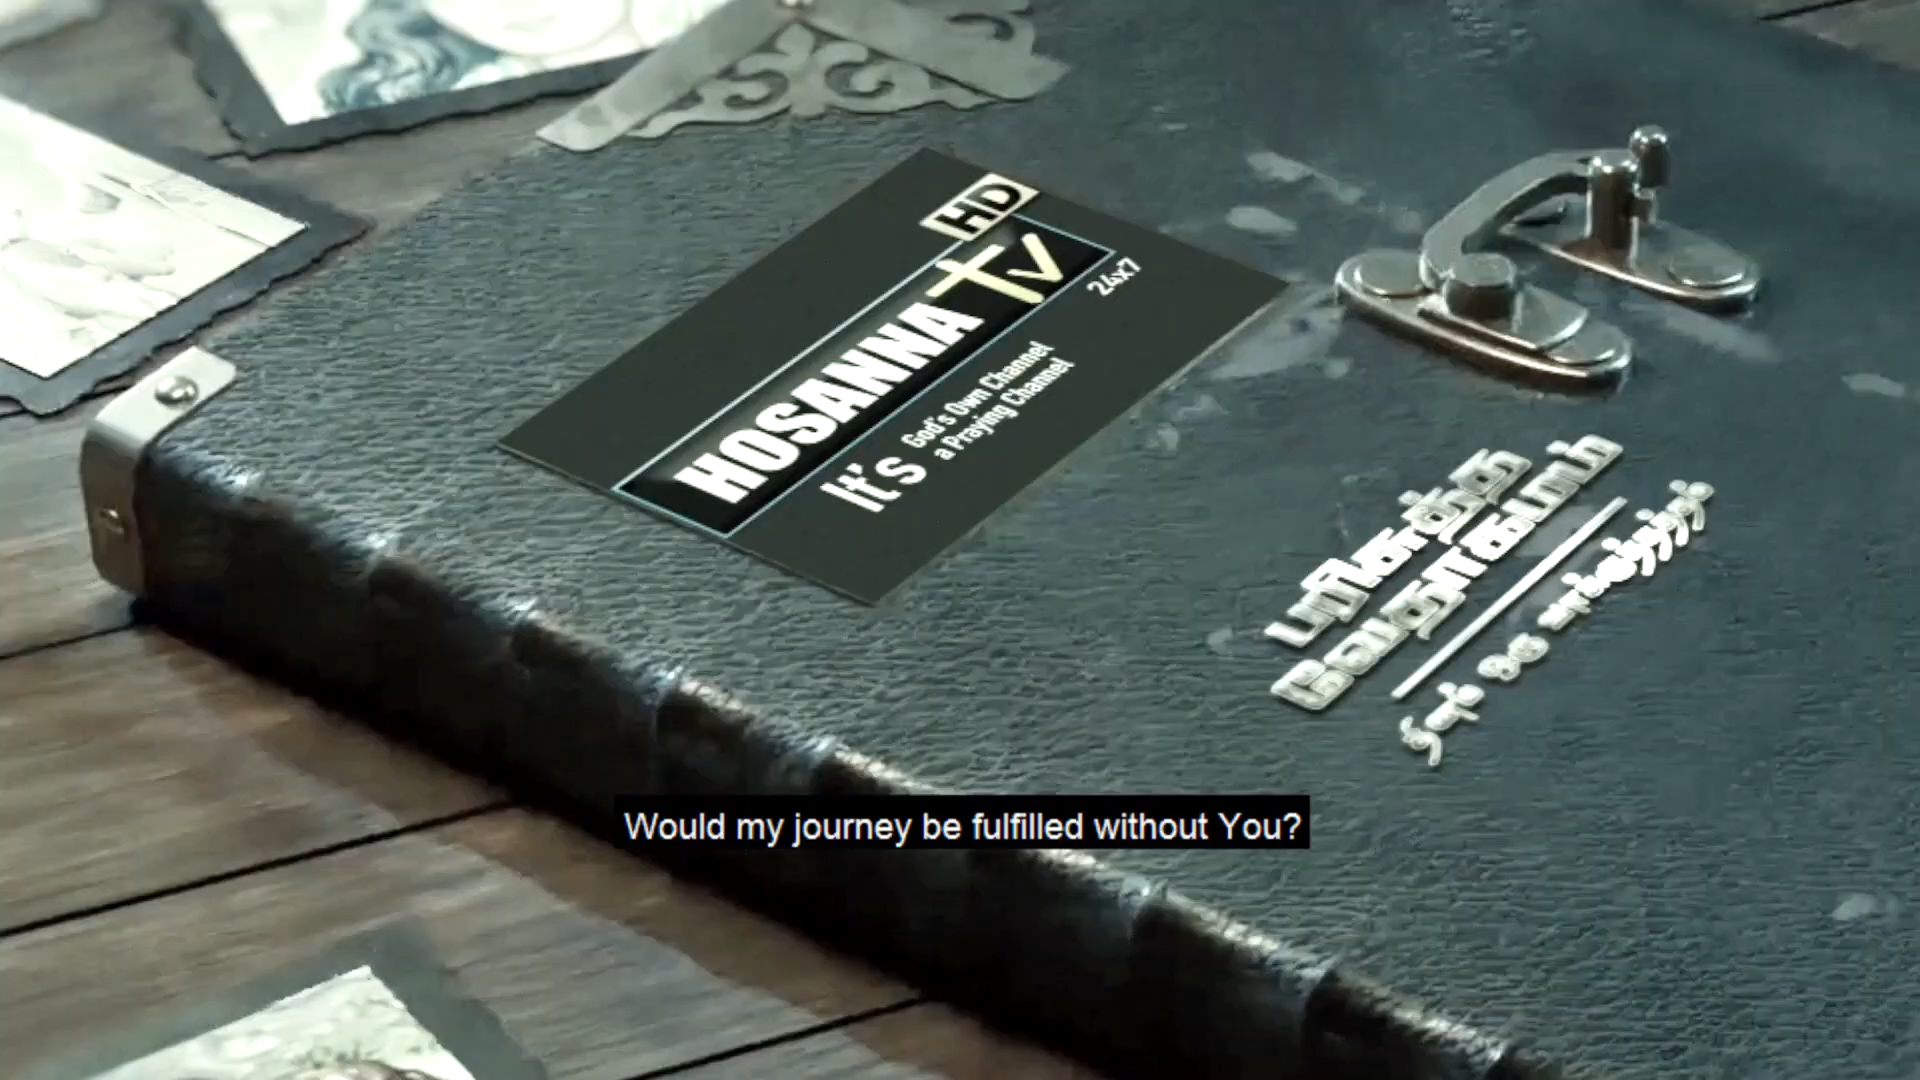 HD
HOSANNA TV
24x7
It's God's Own Channel
a Praying Channel
பரிசுத்த
வேதாகமம்
Would my journey be fulfilled without You?